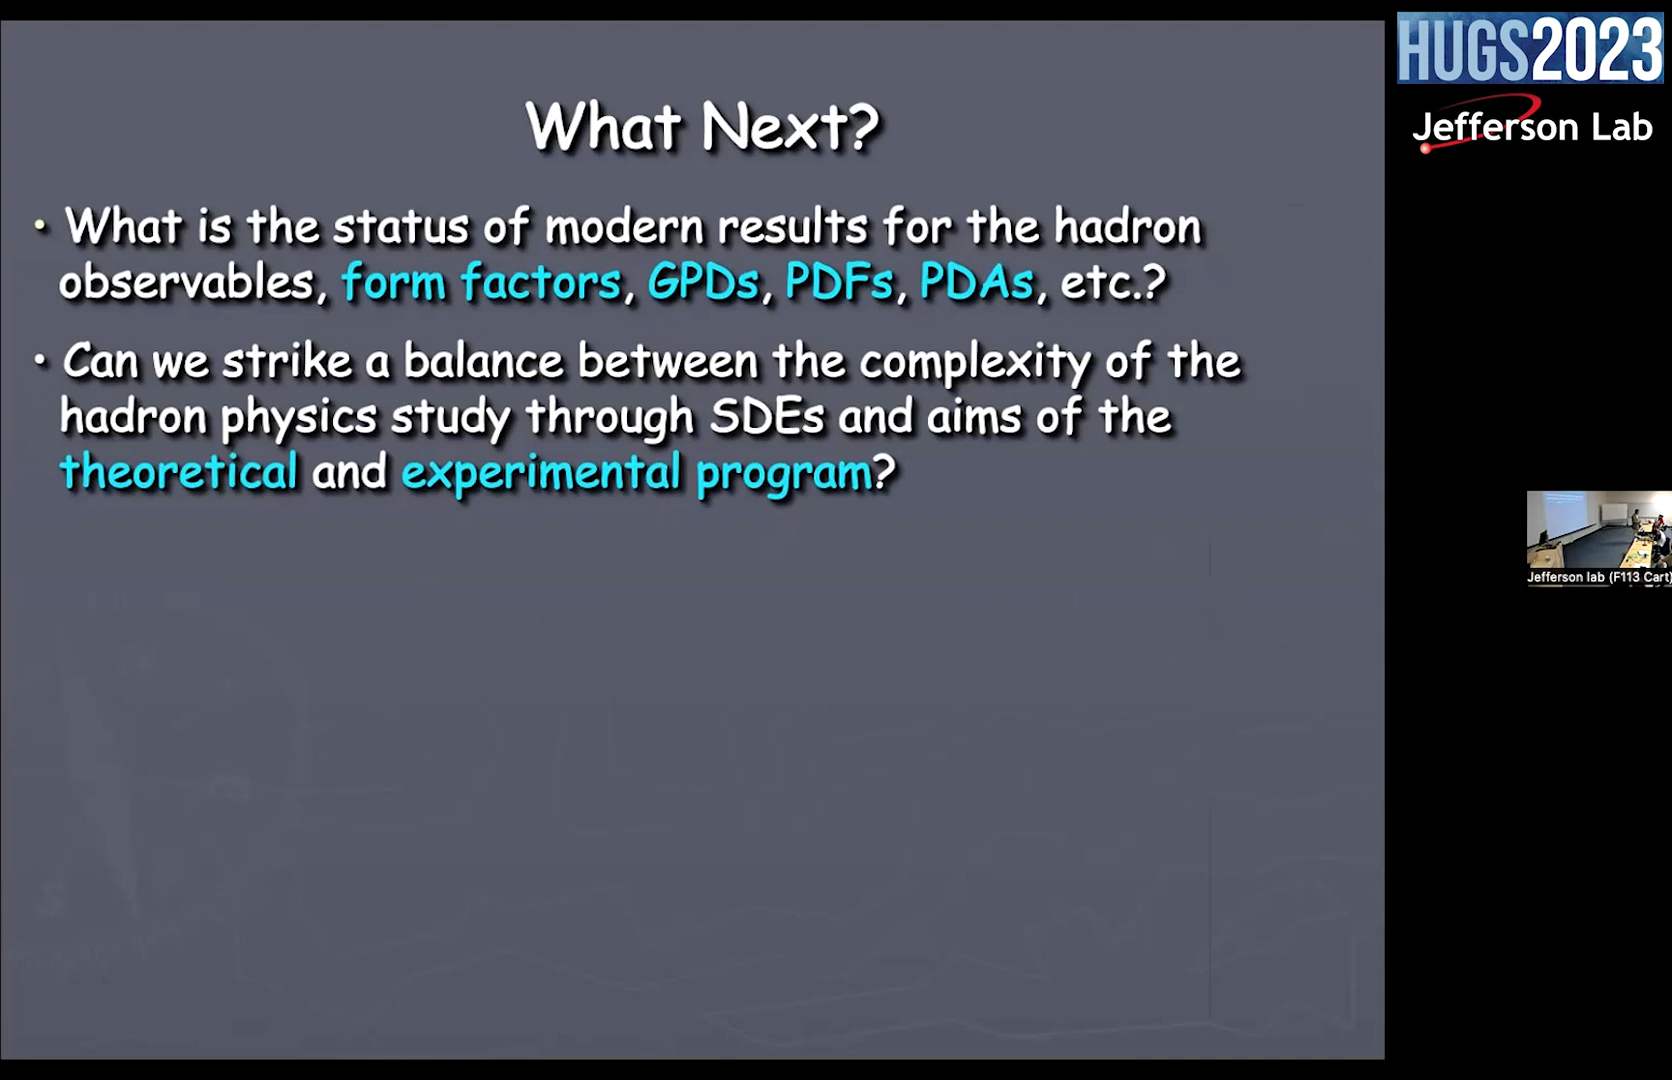 HUGS2023
Jefferson Lab
What Next?
• What is the status of modern results for the hadron
observables, form factors, GPDs, PDFs, PDAs, etc.?
• Can we strike a balance between the complexity of the
hadron physics study through SDEs and aims of the
theoretical and experimental program?
Jefferson lab (F113 Cart)